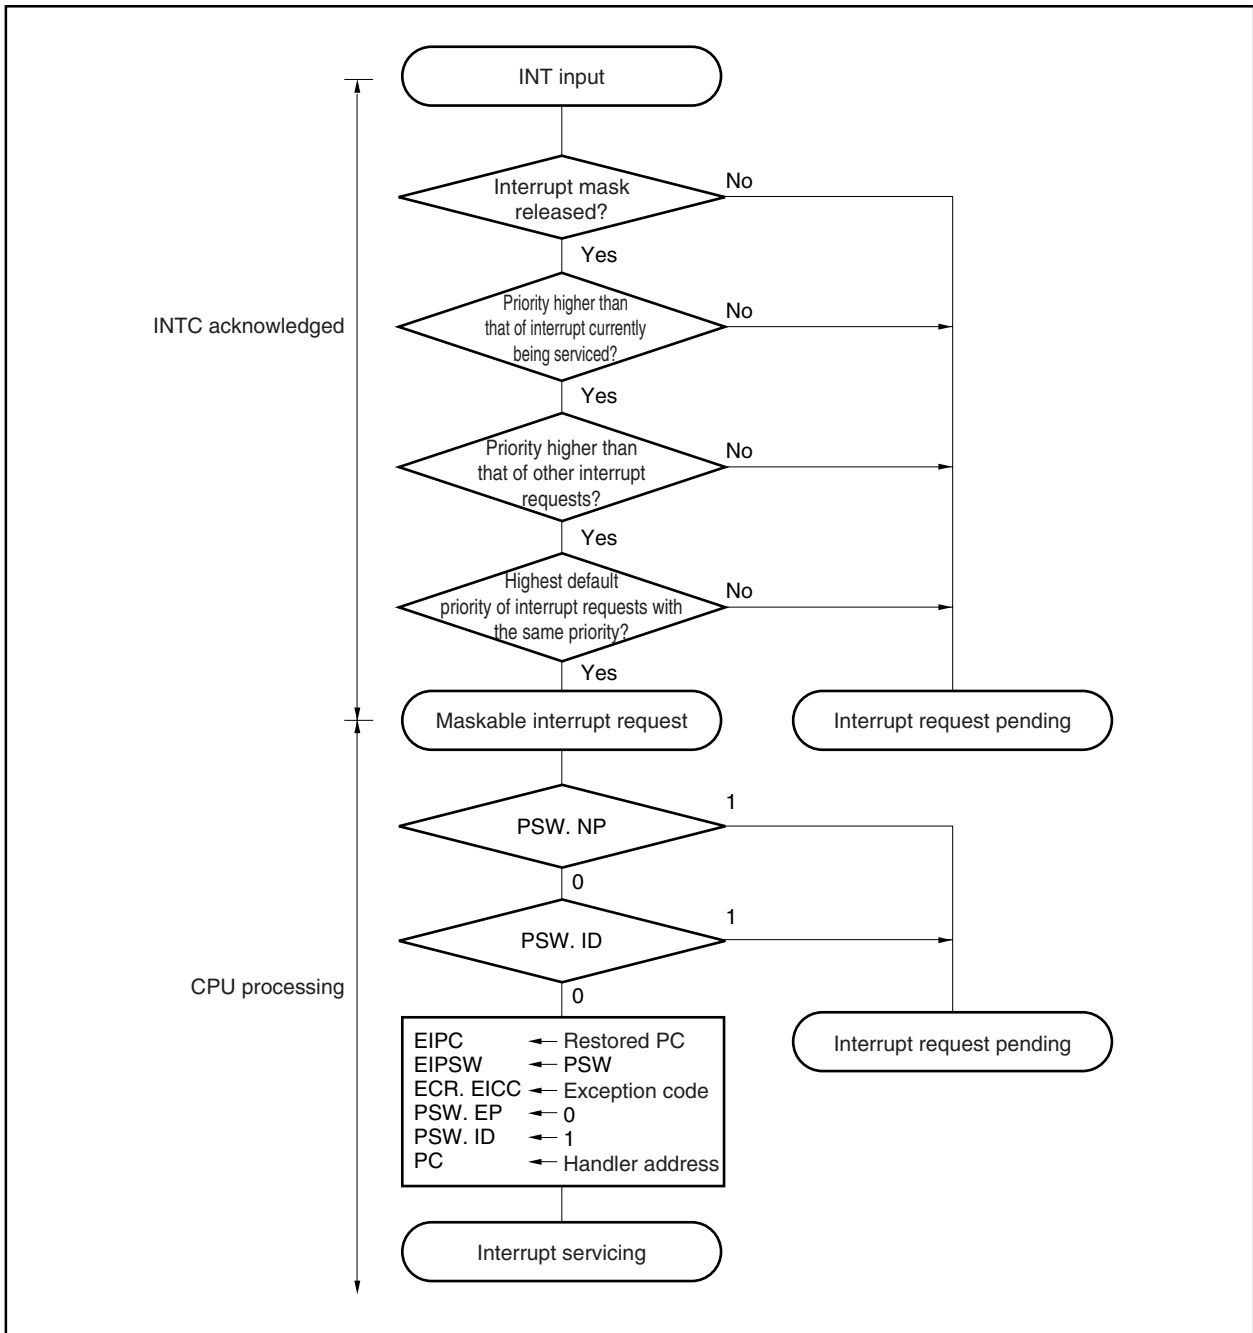 INT input
Interrupt mask
released?
No
Yes
Priority higher than
that of interrupt currently
being serviced?
No
INTC acknowledged
Yes
Priority higher than
that of other interrupt
requests?
No
Yes
Highest default
priority of interrupt requests with
the same priority?
No
Yes
Maskable interrupt request
Interrupt request pending
PSW. NP
1
0
PSW. ID
1
CPU processing
0
EIPC ← Restored PC
EIPSW ← PSW
ECR. EICC ← Exception code
PSW. EP ← 0
PSW. ID ← 1
PC ← Handler address
Interrupt request pending
Interrupt servicing